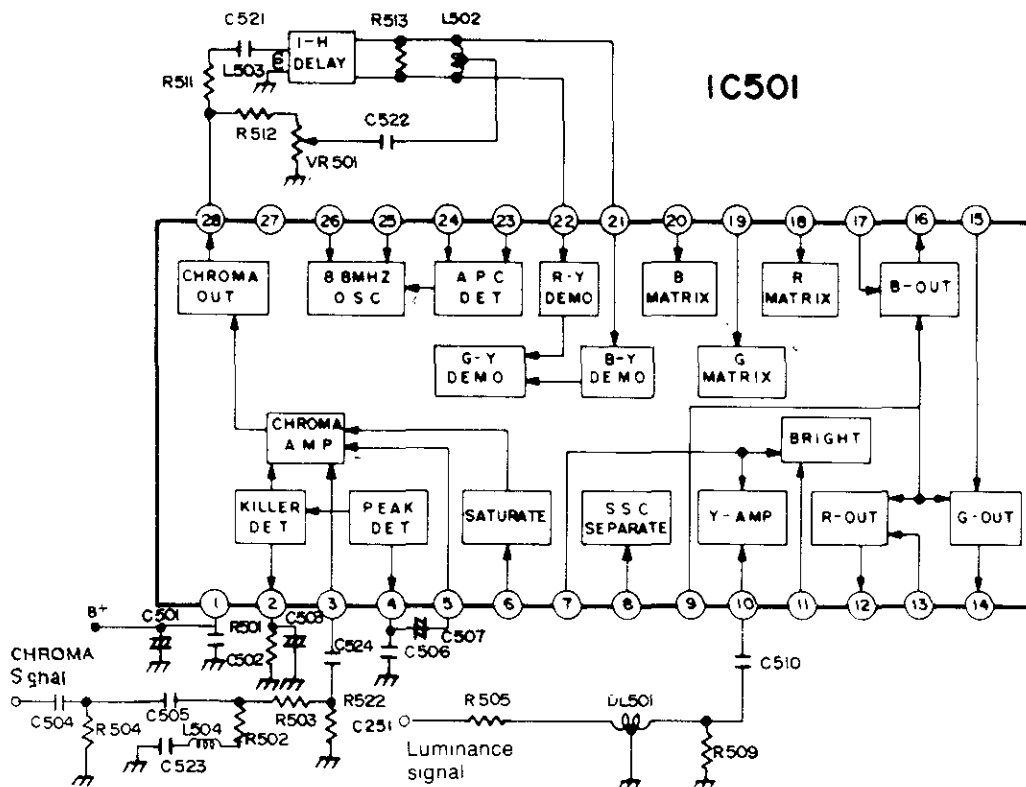 C521
R513
L502
1-H
DELAY
L503
R511
IC501
R512
C522
VR501
28
27
26
25
24
23
22
21
20
19
18
17
16
15
CHROMA
OUT
8.8MHZ
OSC
APC
DET
R-Y
DEMO
B
MATRIX
R
MATRIX
B-OUT
G-Y
DEMO
B-Y
DEMO
G
MATRIX
CHROMA
AMP
BRIGHT
KILLER
DET
PEAK
DET
SATURATE
SSC
SEPARATE
Y-AMP
R-OUT
G-OUT
1
2
3
4
5
6
7
8
9
10
11
12
13
14
B+
C501
R501
C503
C502
C524
C506
C507
C510
CHROMA
Signal
C504
R504
C505
L504
R502
R503
R522
C523
C251
R505
DL501
R509
Luminance
signal